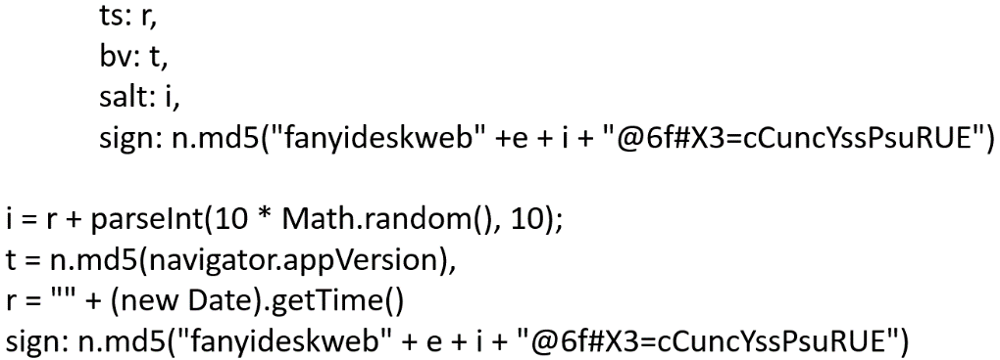 ts: r,
bv: t,
salt: i,
sign: n.md5("fanyideskweb" +e + i + "@6f#X3=cCuncYssPsuRUE")
i = r + parseInt(10 * Math.random(), 10);
t = n.md5(navigator.appVersion),
r = "" + (new Date).getTime()
sign: n.md5("fanyideskweb" + e + i + "@6f#X3=cCuncYssPsuRUE")